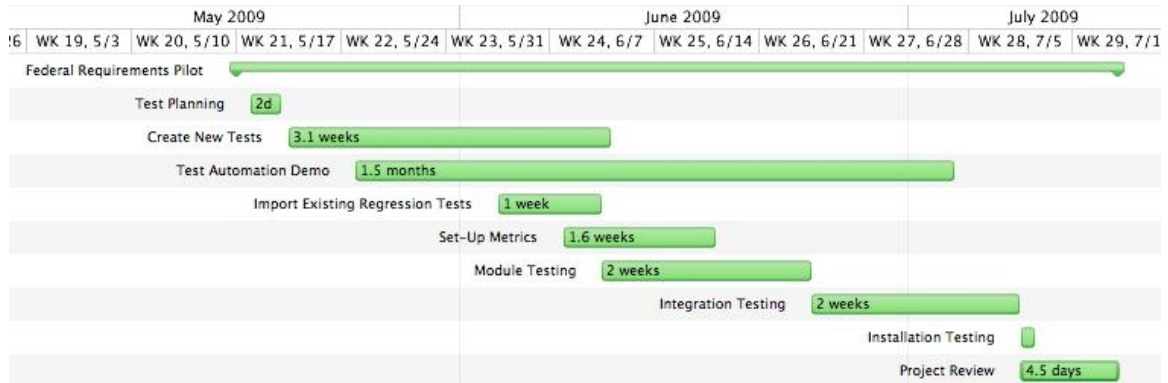 May 2009 June 2009 July 2009
26 WK 19, 5/3 WK 20, 5/10 WK 21, 5/17 WK 22, 5/24 WK 23, 5/31 WK 24, 6/7 WK 25, 6/14 WK 26, 6/21 WK 27, 6/28 WK 28, 7/5 WK 29, 7/1
Federal Requirements Pilot
Test Planning 2d
Create New Tests 3.1 weeks
Test Automation Demo 1.5 months
Import Existing Regression Tests 1 week
Set-Up Metrics 1.6 weeks
Module Testing 2 weeks
Integration Testing 2 weeks
Installation Testing
Project Review 4.5 days